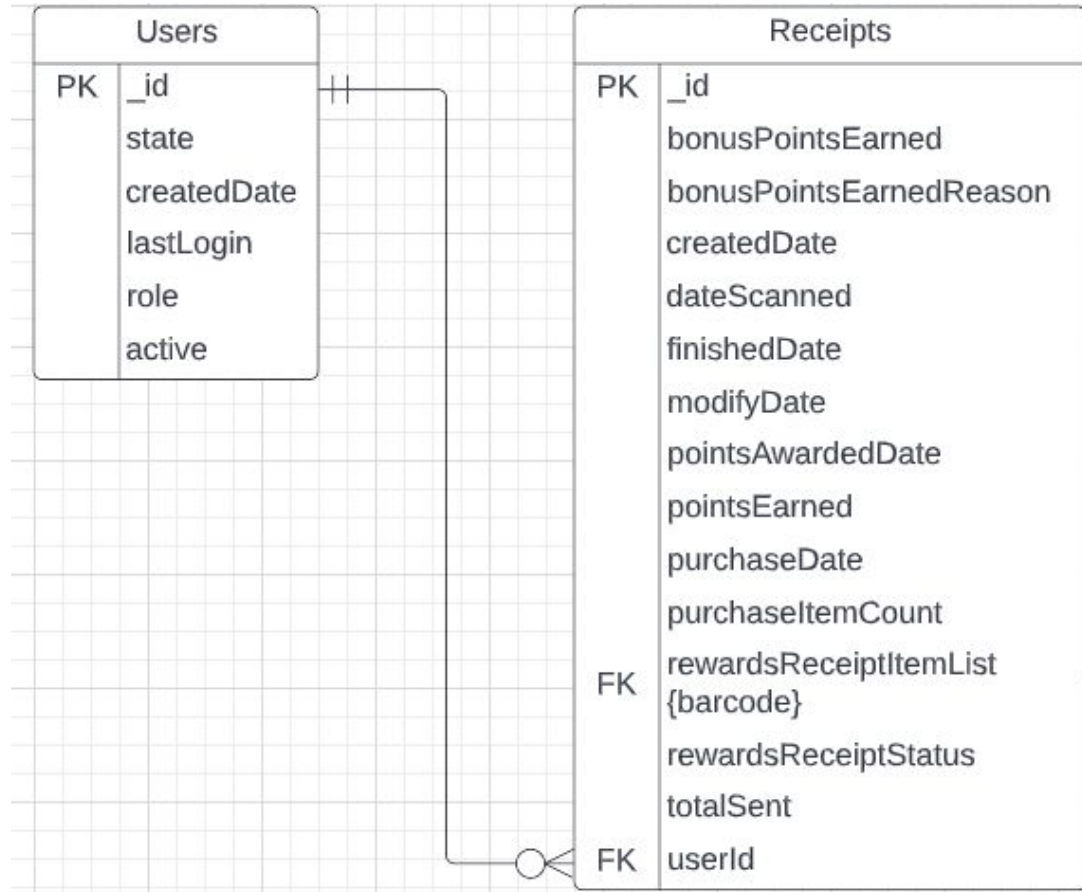 Users
PK _id
state
createdDate
lastLogin
role
active
Receipts
PK _id
bonusPointsEarned
bonusPointsEarnedReason
createdDate
dateScanned
finishedDate
modifyDate
pointsAwardedDate
pointsEarned
purchaseDate
purchaseItemCount
FK rewardsReceiptItemList
{barcode}
rewardsReceiptStatus
totalSent
FK userId